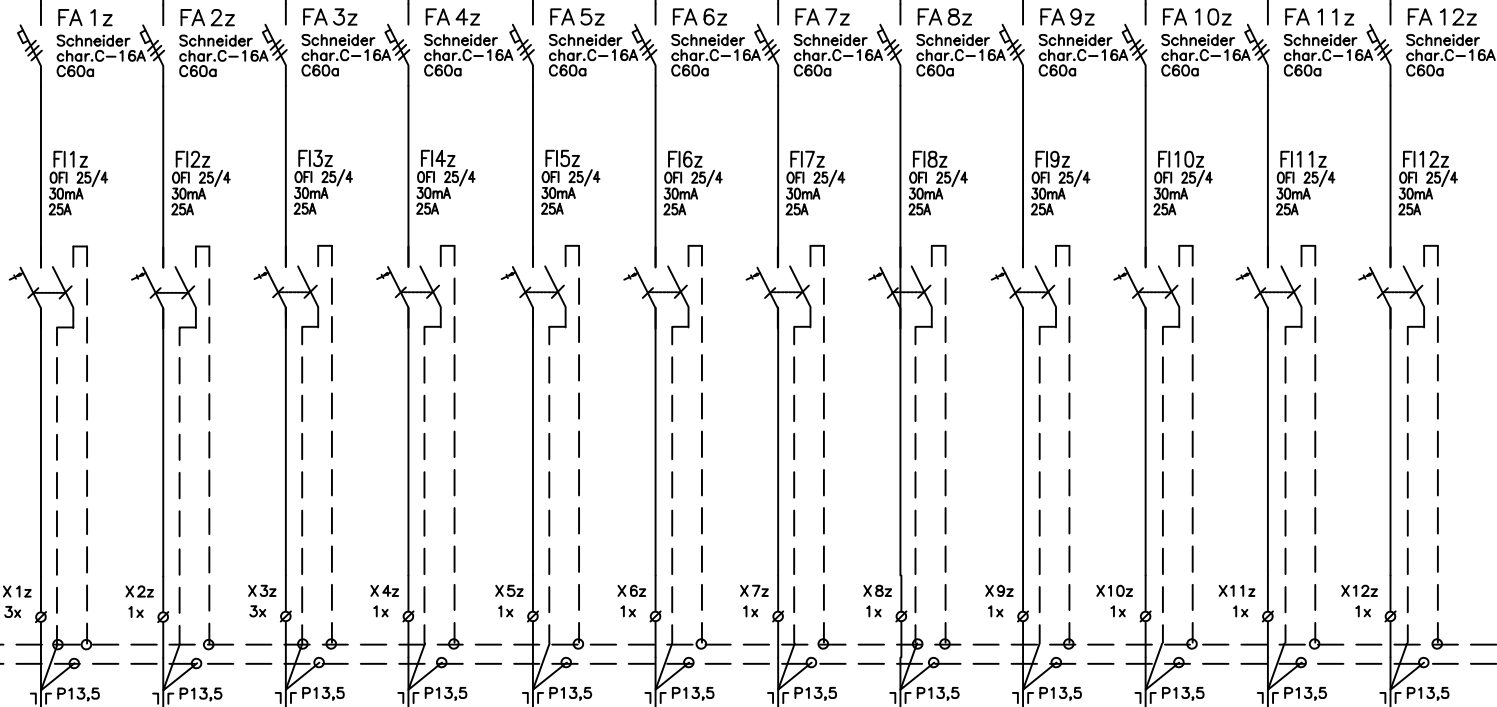 FA 1z FA 2z FA 3z FA 4z FA 5z FA 6z FA 7z FA 8z FA 9z FA 10z FA 11z FA 12z
Schneider Schneider Schneider Schneider Schneider Schneider Schneider Schneider Schneider Schneider Schneider Schneider
char.C-16A char.C-16A char.C-16A char.C-16A char.C-16A char.C-16A char.C-16A char.C-16A char.C-16A char.C-16A char.C-16A char.C-16A
C60a C60a C60a C60a C60a C60a C60a C60a C60a C60a C60a C60a
FI1z FI2z FI3z FI4z FI5z FI6z FI7z FI8z FI9z FI10z FI11z FI12z
OFI 25/4 OFI 25/4 OFI 25/4 OFI 25/4 OFI 25/4 OFI 25/4 OFI 25/4 OFI 25/4 OFI 25/4 OFI 25/4 OFI 25/4 OFI 25/4
30mA 30mA 30mA 30mA 30mA 30mA 30mA 30mA 30mA 30mA 30mA 30mA
25A 25A 25A 25A 25A 25A 25A 25A 25A 25A 25A 25A
X1z X2z X3z X4z X5z X6z X7z X8z X9z X10z X11z X12z
3x 1x 3x 1x 1x 1x 1x 1x 1x 1x 1x 1x
P13,5 P13,5 P13,5 P13,5 P13,5 P13,5 P13,5 P13,5 P13,5 P13,5 P13,5 P13,5